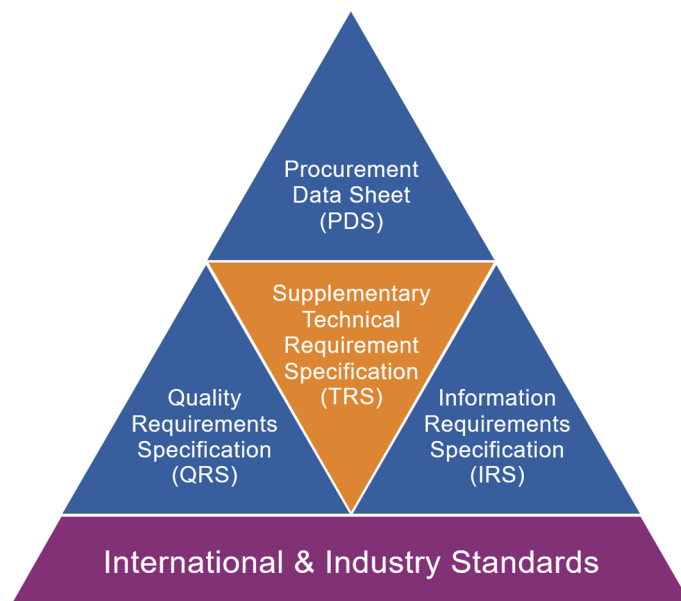 Procurement
Data Sheet
(PDS)
Supplementary
Technical
Requirement
Specification
(TRS)
Quality
Requirements
Specification
(QRS)
Information
Requirements
Specification
(IRS)
International & Industry Standards